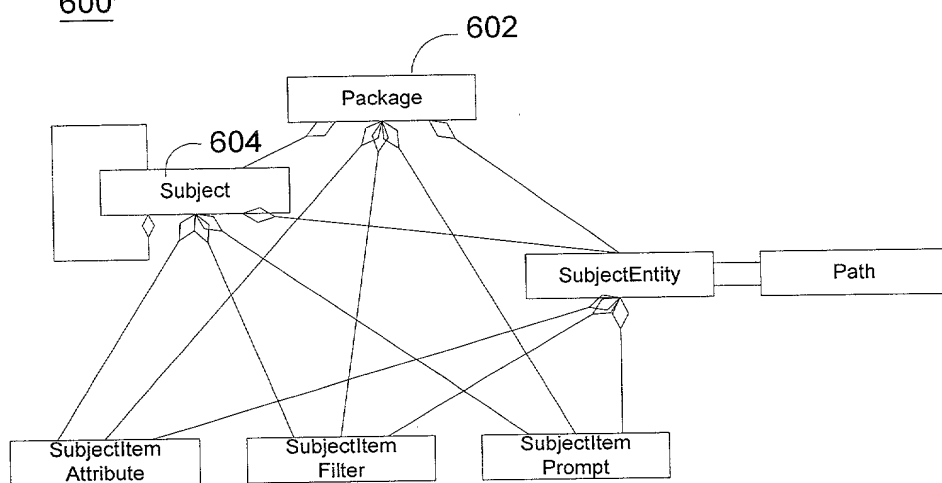 600
602
Package
604
Subject
SubjectEntity
Path
SubjectItem
Attribute
SubjectItem
Filter
SubjectItem
Prompt